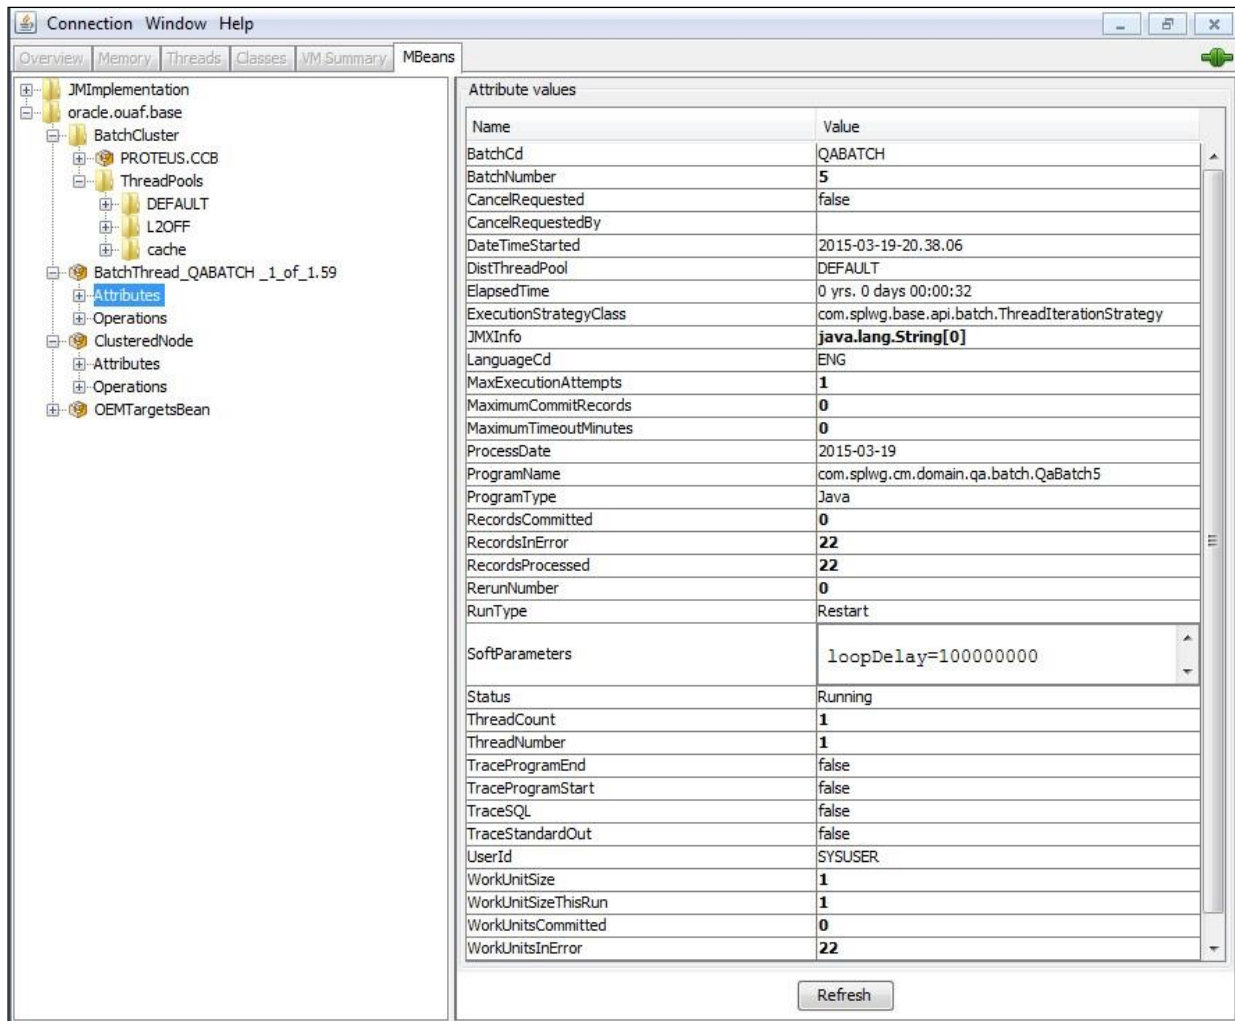 Connection Window Help
Overview Memory Threads Classes VM Summary MBeans
JMImplementation
oracle.ouaf.base
BatchCluster
PROTEUS.CCB
ThreadPools
DEFAULT
L2OFF
cache
BatchThread_QABATCH _1_of_1.59
Attributes
Operations
ClusteredNode
Attributes
Operations
OEMTargetsBean
Attribute values
Name Value
BatchCd QABATCH
BatchNumber 5
CancelRequested false
CancelRequestedBy
DateTimeStarted 2015-03-19-20.38.06
DistThreadPool DEFAULT
ElapsedTime 0 yrs. 0 days 00:00:32
ExecutionStrategyClass com.splwg.base.api.batch.ThreadIterationStrategy
JMXInfo java.lang.String[0]
LanguageCd ENG
MaxExecutionAttempts 1
MaximumCommitRecords 0
MaximumTimeoutMinutes 0
ProcessDate 2015-03-19
ProgramName com.splwg.cm.domain.qa.batch.QaBatch5
ProgramType Java
RecordsCommitted 0
RecordsInError 22
RecordsProcessed 22
RerunNumber 0
RunType Restart
SoftParameters loopDelay=100000000
Status Running
ThreadCount 1
ThreadNumber 1
TraceProgramEnd false
TraceProgramStart false
TraceSQL false
TraceStandardOut false
UserId SYSUSER
WorkUnitSize 1
WorkUnitSizeThisRun 1
WorkUnitsCommitted 0
WorkUnitsInError 22
Refresh